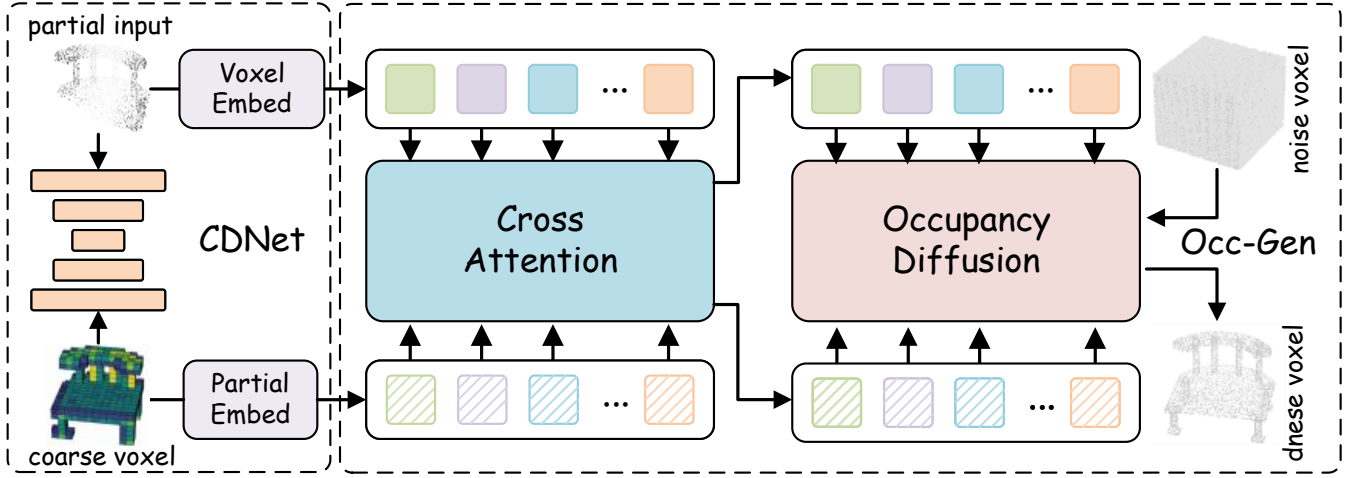 partial input
Voxel
Embed
CDNet
Partial
Embed
coarse voxel
...
Cross
Attention
...
...
Occupancy
Diffusion
...
noise voxel
Occ-Gen
dnese voxel